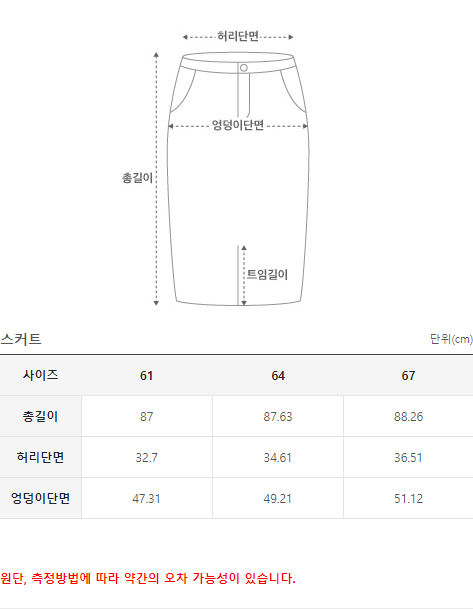 허리단면
엉덩이단면
총길이
트임길이
스커트 단위(cm)
사이즈 61 64 67
총길이 87 87.63 88.26
허리단면 32.7 34.61 36.51
엉덩이단면 47.31 49.21 51.12
원단, 측정방법에 따라 약간의 오차 가능성이 있습니다.